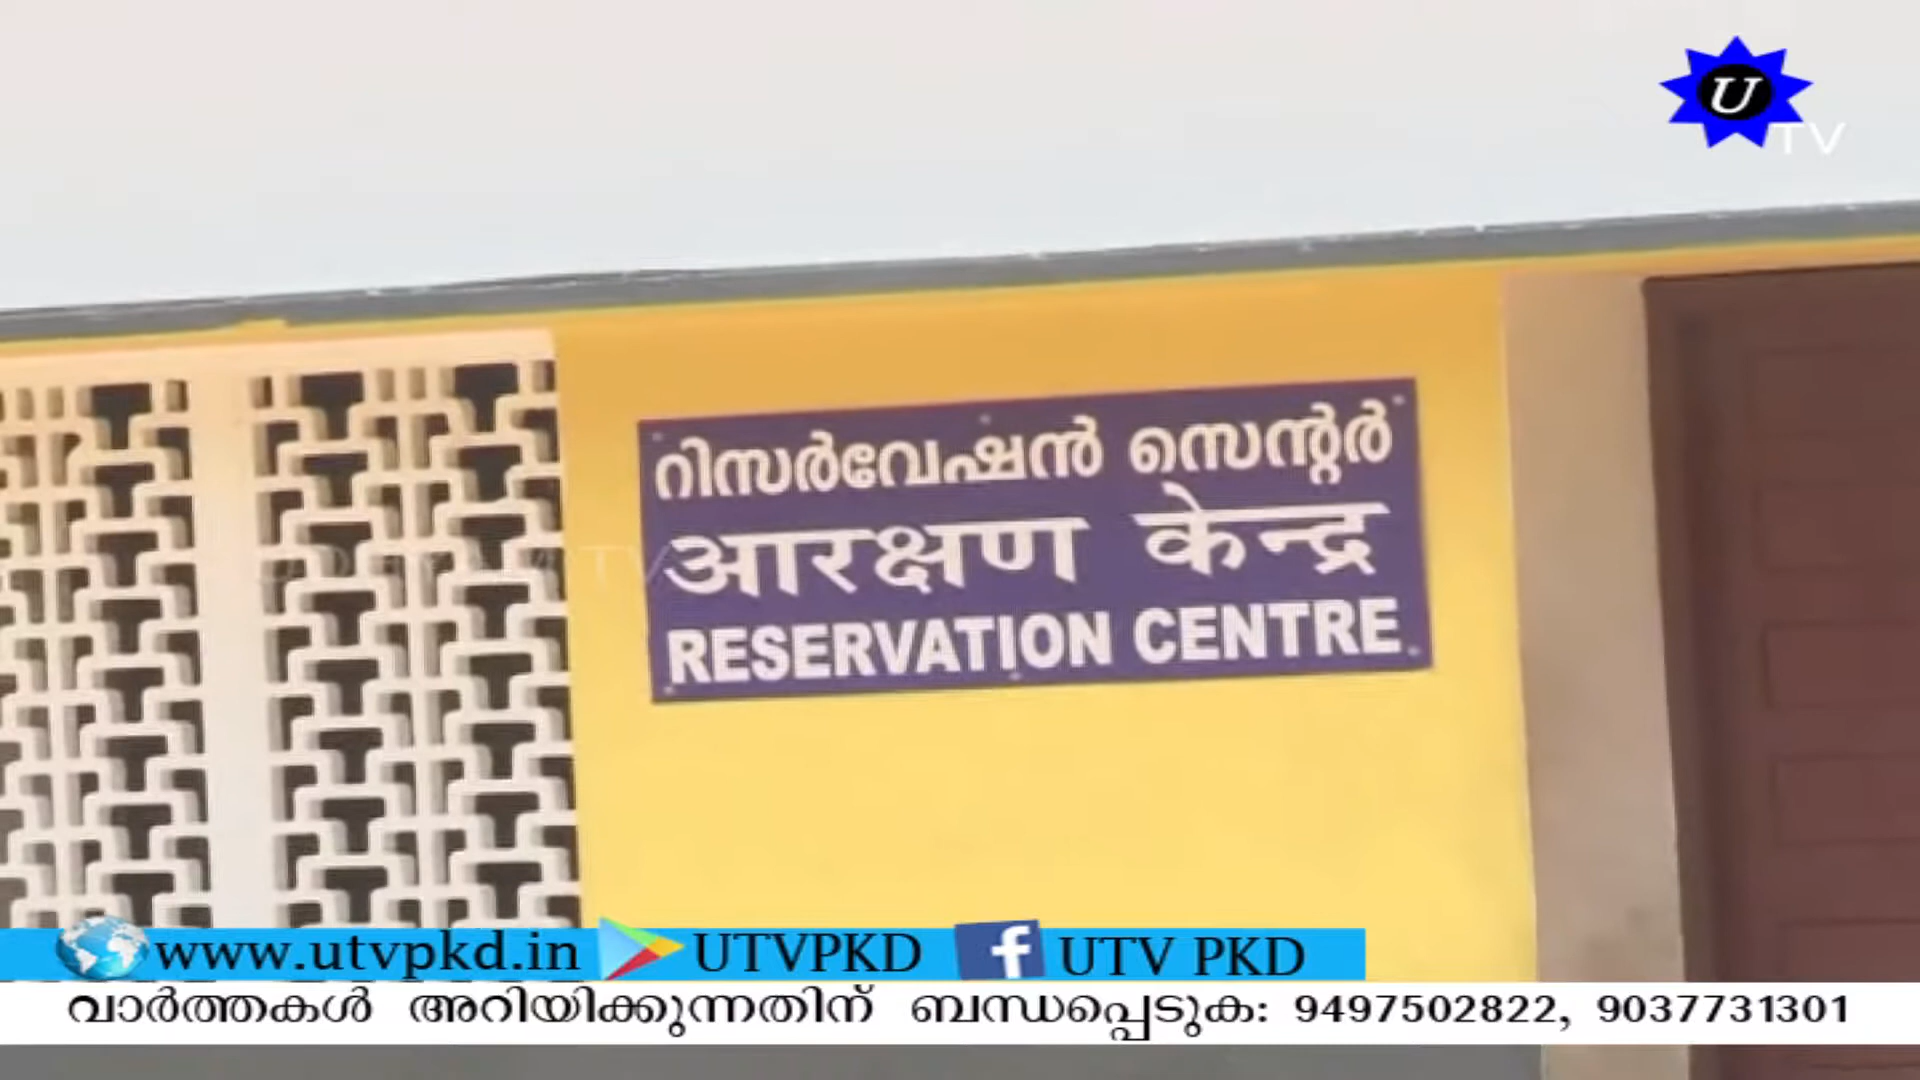 U
TV
റിസർവേഷൻ സെന്റർ
आरक्षण केन्द्र
RESERVATION CENTRE
www.utvpkd.in UTVPKD UTV PKD
വാർത്തകൾ അറിയിക്കുന്നതിന് ബന്ധപ്പെടുക: 9497502822, 9037731301